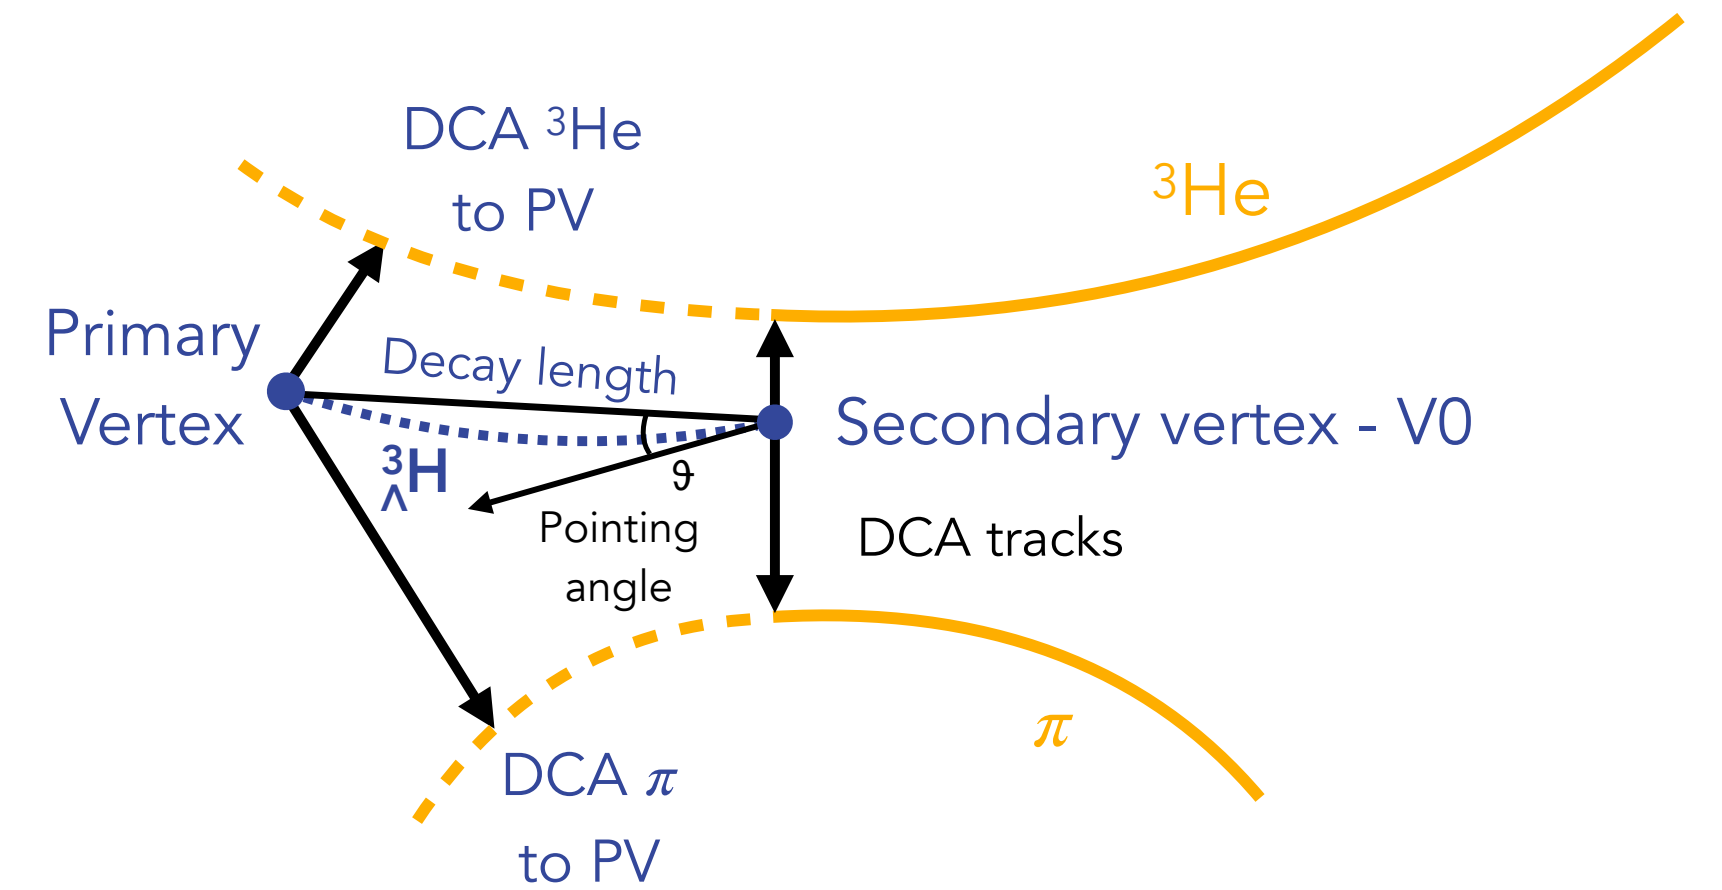 DCA ³He
to PV
³He
Primary
Vertex
Decay length
Secondary vertex - V0
³ΛH
ϑ
Pointing
angle
DCA tracks
π
DCA π
to PV